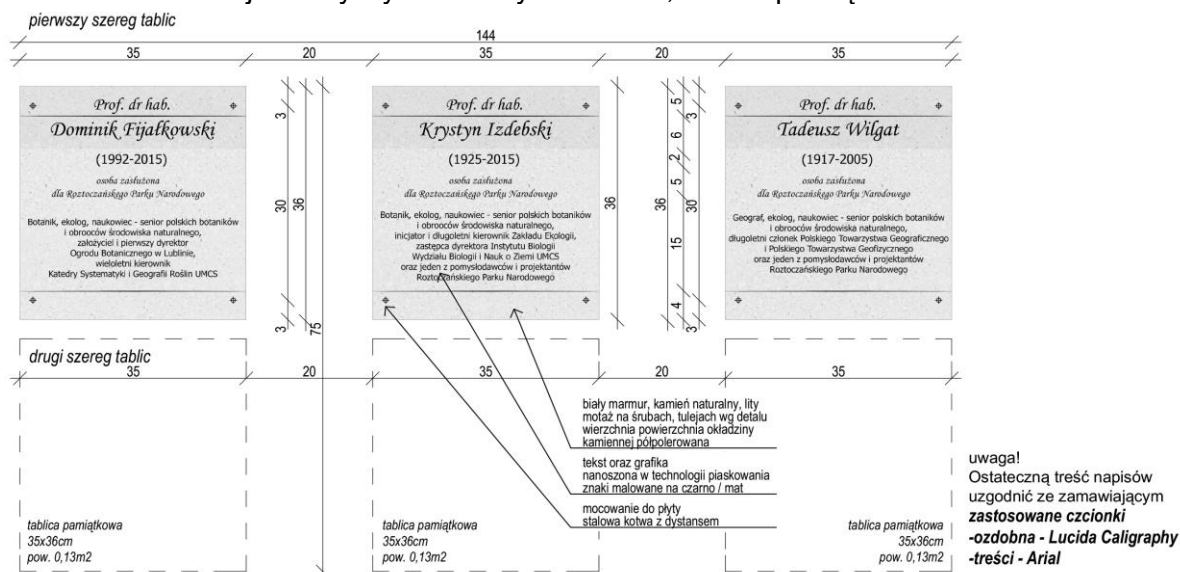 pierwszy szereg tablic
144
35 20 35 20 35
Prof. dr hab.
Dominik Fijałkowski
(1992-2015)
osoba zasłużona
dla Roztoczańskiego Parku Narodowego
Botanik, ekolog, naukowiec - senior polskich botaników
i obrooców środowiska naturalnego,
założyciel i pierwszy dyrektor
Ogrodu Botanicznego w Lublinie,
wieloletni kierownik
Katedry Systematyki i Geografii Roślin UMCS
3
30
3
36
75
Prof. dr hab.
Krystyn Izdebski
(1925-2015)
osoba zasłużona
dla Roztoczańskiego Parku Narodowego
Botanik, ekolog, naukowiec - senior polskich botaników
i obrooców środowiska naturalnego,
inicjator i długoletni kierownik Zakładu Ekologii,
zastępca dyrektora Instytutu Biologii
Wydziału Biologii i Nauk o Ziemi UMCS
oraz jeden z pomysłodawców i projektantów
Roztoczańskiego Parku Narodowego
36
36
5
6
2
5
15
4
3
30
3
Prof. dr hab.
Tadeusz Wilgat
(1917-2005)
osoba zasłużona
dla Roztoczańskiego Parku Narodowego
Geograf, ekolog, naukowiec - senior polskich botaników
i obrooców środowiska naturalnego,
długoletni członek Polskiego Towarzystwa Geograficznego
i Polskiego Towarzystwa Geofizycznego
oraz jeden z pomysłodawców i projektantów
Roztoczańskiego Parku Narodowego
drugi szereg tablic
35 20 35 20 35
biały marmur, kamień naturalny, lity
motaż na śrubach, tulejach wg detalu
wierzchnia powierzchnia okładziny
kamiennej półpolerowana
tekst oraz grafika
nanoszona w technologii piaskowania
znaki malowane na czarno / mat
mocowanie do płyty
stalowa kotwa z dystansem
tablica pamiątkowa
35x36cm
pow. 0,13m2
tablica pamiątkowa
35x36cm
pow. 0,13m2
tablica pamiątkowa
35x36cm
pow. 0,13m2
uwaga!
Ostateczną treść napisów
uzgodnić ze zamawiającym
zastosowane czcionki
-ozdobna - Lucida Caligraphy
-treści - Arial